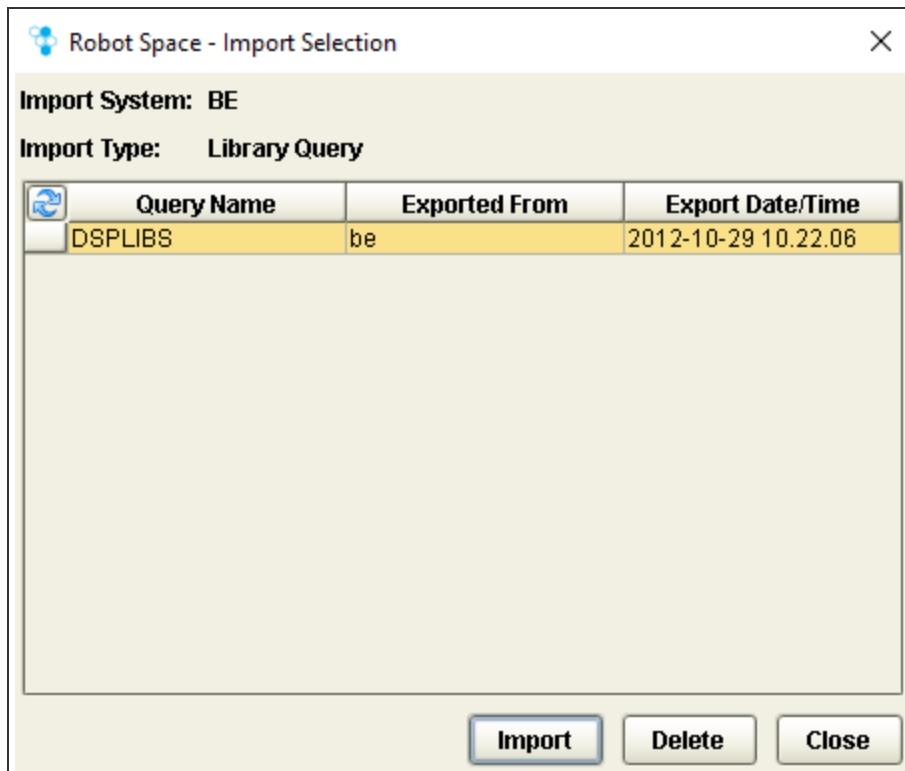 Robot Space - Import Selection
Import System: BE
Import Type: Library Query
Query Name Exported From Export Date/Time
DSPLIBS be 2012-10-29 10.22.06
Import Delete Close